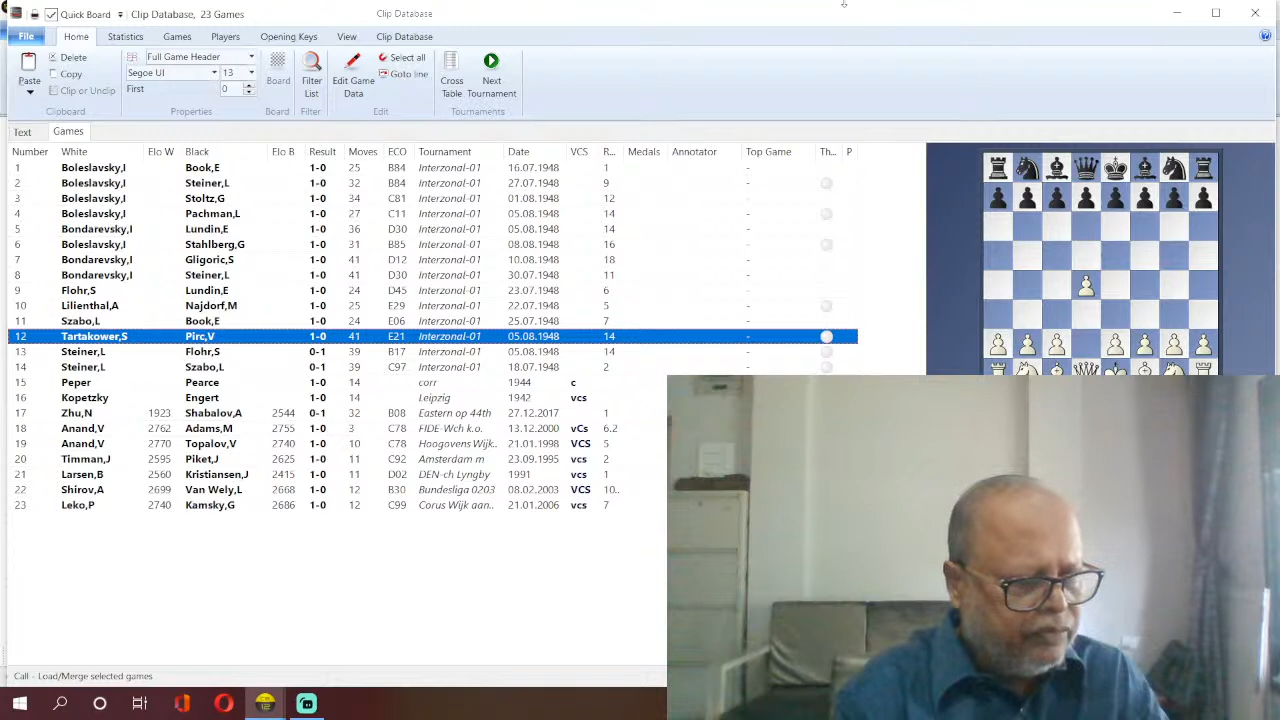 Quick Board Clip Database, 23 Games Clip Database
File Home Statistics Games Players Opening Keys View Clip Database
Paste Delete Copy Clip or Unclip
Clipboard
Full Game Header
Segoe UI 13
First 0
Properties
Board
Board
Filter List
Filter
Edit Game Data Select all Goto line
Edit
Cross Table Next Tournament
Tournaments
Text Games
Number White Elo W Black Elo B Result Moves ECO Tournament Date VCS R... Medals Annotator Top Game Th... P
1 Boleslavsky,I Book,E 1-0 25 B84 Interzonal-01 16.07.1948 1 -
2 Boleslavsky,I Steiner,L 1-0 32 B84 Interzonal-01 27.07.1948 9 -
3 Boleslavsky,I Stoltz,G 1-0 34 C81 Interzonal-01 01.08.1948 12 -
4 Boleslavsky,I Pachman,L 1-0 27 C11 Interzonal-01 05.08.1948 14 -
5 Bondarevsky,I Lundin,E 1-0 36 D30 Interzonal-01 05.08.1948 14 -
6 Boleslavsky,I Stahlberg,G 1-0 31 B85 Interzonal-01 08.08.1948 16 -
7 Bondarevsky,I Gligoric,S 1-0 41 D12 Interzonal-01 10.08.1948 18 -
8 Bondarevsky,I Steiner,L 1-0 41 D30 Interzonal-01 30.07.1948 11 -
9 Flohr,S Lundin,E 1-0 24 D45 Interzonal-01 23.07.1948 6 -
10 Lilienthal,A Najdorf,M 1-0 41 E29 Interzonal-01 22.07.1948 5 -
11 Szabo,L Book,E 1-0 24 E06 Interzonal-01 25.07.1948 7 -
12 Tartakower,S Pirc,V 1-0 41 E21 Interzonal-01 05.08.1948 14 -
13 Steiner,L Flohr,S 0-1 39 B17 Interzonal-01 05.08.1948 14 -
14 Steiner,L Szabo,L 0-1 39 C97 Interzonal-01 18.07.1948 2 -
15 Peper Pearce 1-0 14 corr 1944 c
16 Kopetzky Engert 1-0 14 Leipzig 1942 vcs
17 Zhu,N 1923 Shabalov,A 2544 0-1 32 B08 Eastern op 44th 27.12.2017 1
18 Anand,V 2762 Adams,M 2755 1-0 3 C78 FIDE-Wch k.o. 13.12.2000 vCs 6.2
19 Anand,V 2770 Topalov,V 2740 1-0 10 C78 Hoogovens Wijk.. 21.01.1998 VCS 5
20 Timman,J 2595 Piket,J 2625 1-0 11 C92 Amsterdam m 23.09.1995 vcs 2
21 Larsen,B 2560 Kristiansen,J 2415 1-0 11 D02 DEN-ch Lyngby 1991 vcs 1
22 Shirov,A 2699 Van Wely,L 2668 1-0 12 B30 Bundesliga 0203 08.02.2003 VCS 10..
23 Leko,P 2740 Kamsky,G 2686 1-0 12 C99 Corus Wijk aan.. 21.01.2006 vcs 7
Call - Load/Merge selected games